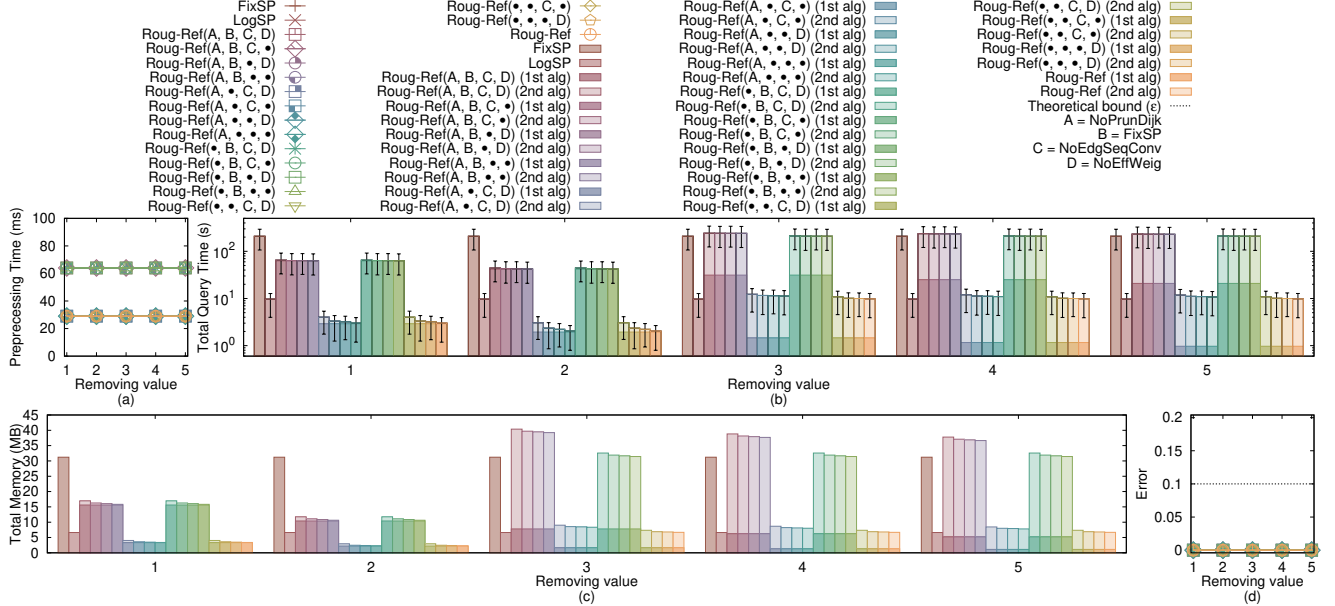 FixSP
LogSP
Roug-Ref(A, B, C, D)
Roug-Ref(A, B, C, •)
Roug-Ref(A, B, •, D)
Roug-Ref(A, B, •, •)
Roug-Ref(A, •, C, D)
Roug-Ref(A, •, C, •)
Roug-Ref(A, •, •, D)
Roug-Ref(A, •, •, •)
Roug-Ref(•, B, C, D)
Roug-Ref(•, B, C, •)
Roug-Ref(•, B, •, D)
Roug-Ref(•, B, •, •)
Roug-Ref(•, •, C, D)
Roug-Ref(•, •, C, •)
Roug-Ref(•, •, •, D)
Roug-Ref
FixSP
LogSP
Roug-Ref(A, B, C, D) (1st alg)
Roug-Ref(A, B, C, D) (2nd alg)
Roug-Ref(A, B, C, •) (1st alg)
Roug-Ref(A, B, C, •) (2nd alg)
Roug-Ref(A, B, •, D) (1st alg)
Roug-Ref(A, B, •, D) (2nd alg)
Roug-Ref(A, B, •, •) (1st alg)
Roug-Ref(A, B, •, •) (2nd alg)
Roug-Ref(A, •, C, D) (1st alg)
Roug-Ref(A, •, C, D) (2nd alg)
Roug-Ref(A, •, C, •) (1st alg)
Roug-Ref(A, •, C, •) (2nd alg)
Roug-Ref(A, •, •, D) (1st alg)
Roug-Ref(A, •, •, D) (2nd alg)
Roug-Ref(A, •, •, •) (1st alg)
Roug-Ref(A, •, •, •) (2nd alg)
Roug-Ref(•, B, C, D) (1st alg)
Roug-Ref(•, B, C, D) (2nd alg)
Roug-Ref(•, B, C, •) (1st alg)
Roug-Ref(•, B, C, •) (2nd alg)
Roug-Ref(•, B, •, D) (1st alg)
Roug-Ref(•, B, •, D) (2nd alg)
Roug-Ref(•, B, •, •) (1st alg)
Roug-Ref(•, B, •, •) (2nd alg)
Roug-Ref(•, •, C, D) (1st alg)
Roug-Ref(•, •, C, D) (2nd alg)
Roug-Ref(•, •, C, •) (1st alg)
Roug-Ref(•, •, C, •) (2nd alg)
Roug-Ref(•, •, •, D) (1st alg)
Roug-Ref(•, •, •, D) (2nd alg)
Roug-Ref (1st alg)
Roug-Ref (2nd alg)
Theoretical bound (ε)
A = NoPrunDijk
B = FixSP
C = NoEdgSeqConv
D = NoEffWeig
Preprecessing Time (ms)
100
80
60
40
20
0
1 2 3 4 5
Removing value
(a)
Total Query Time (s)
10²
10¹
10⁰
1 2 3 4 5
Removing value
(b)
Total Memory (MB)
45
40
35
30
25
20
15
10
5
0
1 2 3 4 5
Removing value
(c)
Error
0.2
0.15
0.1
0.05
0
1 2 3 4 5
Removing value
(d)